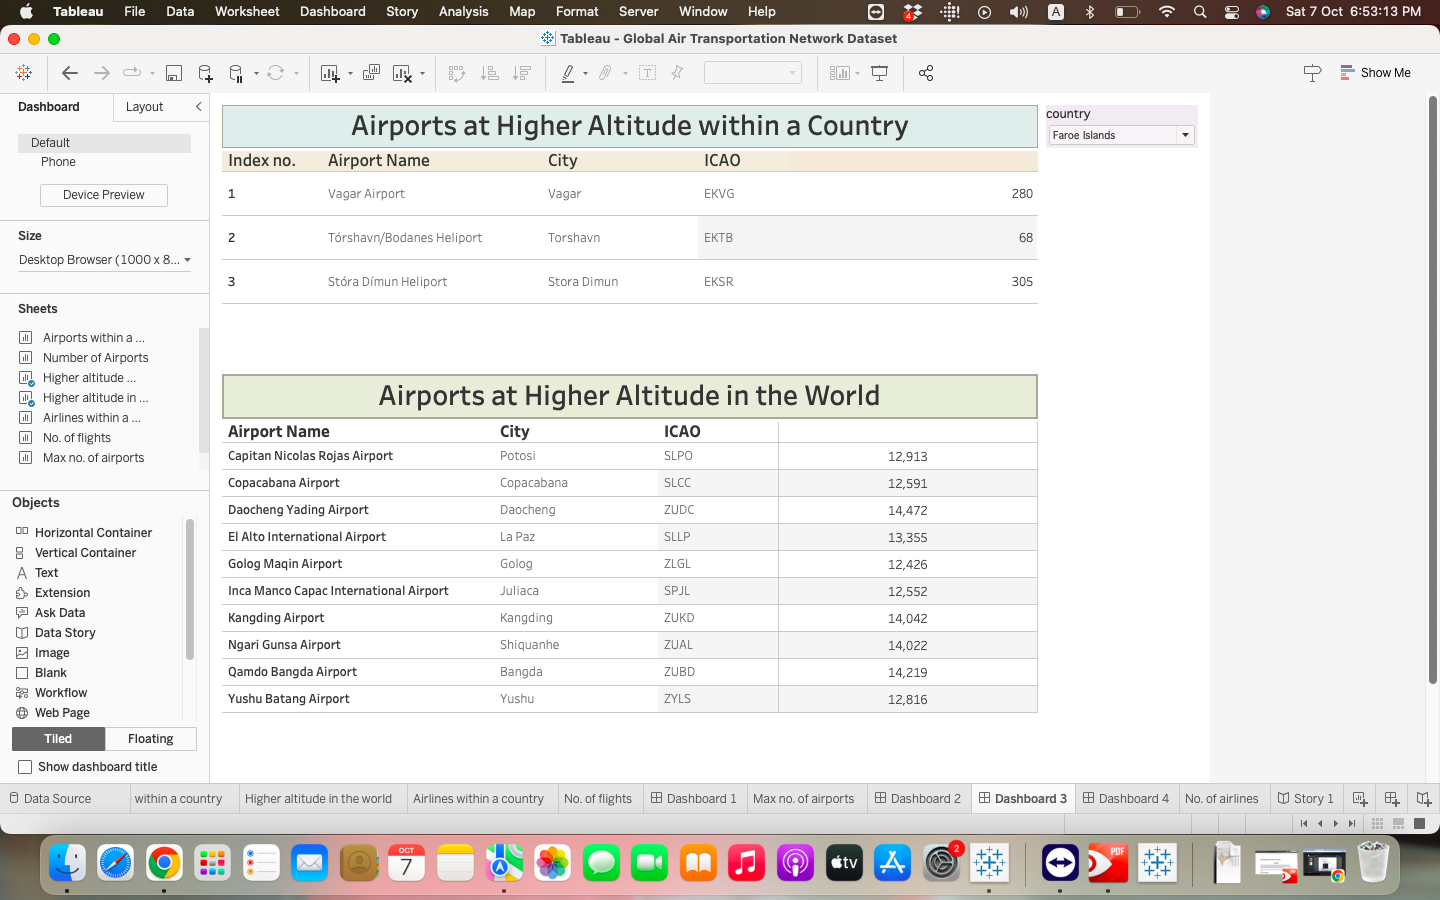 Tableau File Data Worksheet Dashboard Story Analysis Map Format Server Window Help 4 A Sat 7 Oct 6:53:13 PM
Tableau - Global Air Transportation Network Dataset
Show Me
Dashboard Layout
Default
Phone
Device Preview
Size
Desktop Browser (1000 x 8...
Sheets
Airports within a ...
Number of Airports
Higher altitude ...
Higher altitude in ...
Airlines within a ...
No. of flights
Max no. of airports
Objects
Horizontal Container
Vertical Container
A Text
Extension
Ask Data
Data Story
Image
Blank
Workflow
Web Page
Tiled Floating
Show dashboard title
Airports at Higher Altitude within a Country
Index no. Airport Name City ICAO
1 Vagar Airport Vagar EKVG 280
2 Tórshavn/Bodanes Heliport Torshavn EKTB 68
3 Stóra Dímun Heliport Stora Dimun EKSR 305
country
Faroe Islands
Airports at Higher Altitude in the World
Airport Name City ICAO
Capitan Nicolas Rojas Airport Potosi SLPO 12,913
Copacabana Airport Copacabana SLCC 12,591
Daocheng Yading Airport Daocheng ZUDC 14,472
El Alto International Airport La Paz SLLP 13,355
Golog Maqin Airport Golog ZLGL 12,426
Inca Manco Capac International Airport Juliaca SPJL 12,552
Kangding Airport Kangding ZUKD 14,042
Ngari Gunsa Airport Shiquanhe ZUAL 14,022
Qamdo Bangda Airport Bangda ZUBD 14,219
Yushu Batang Airport Yushu ZYLS 12,816
Data Source within a country Higher altitude in the world Airlines within a country No. of flights Dashboard 1 Max no. of airports Dashboard 2 Dashboard 3 Dashboard 4 No. of airlines Story 1
OCT
7
tv
2
PDF